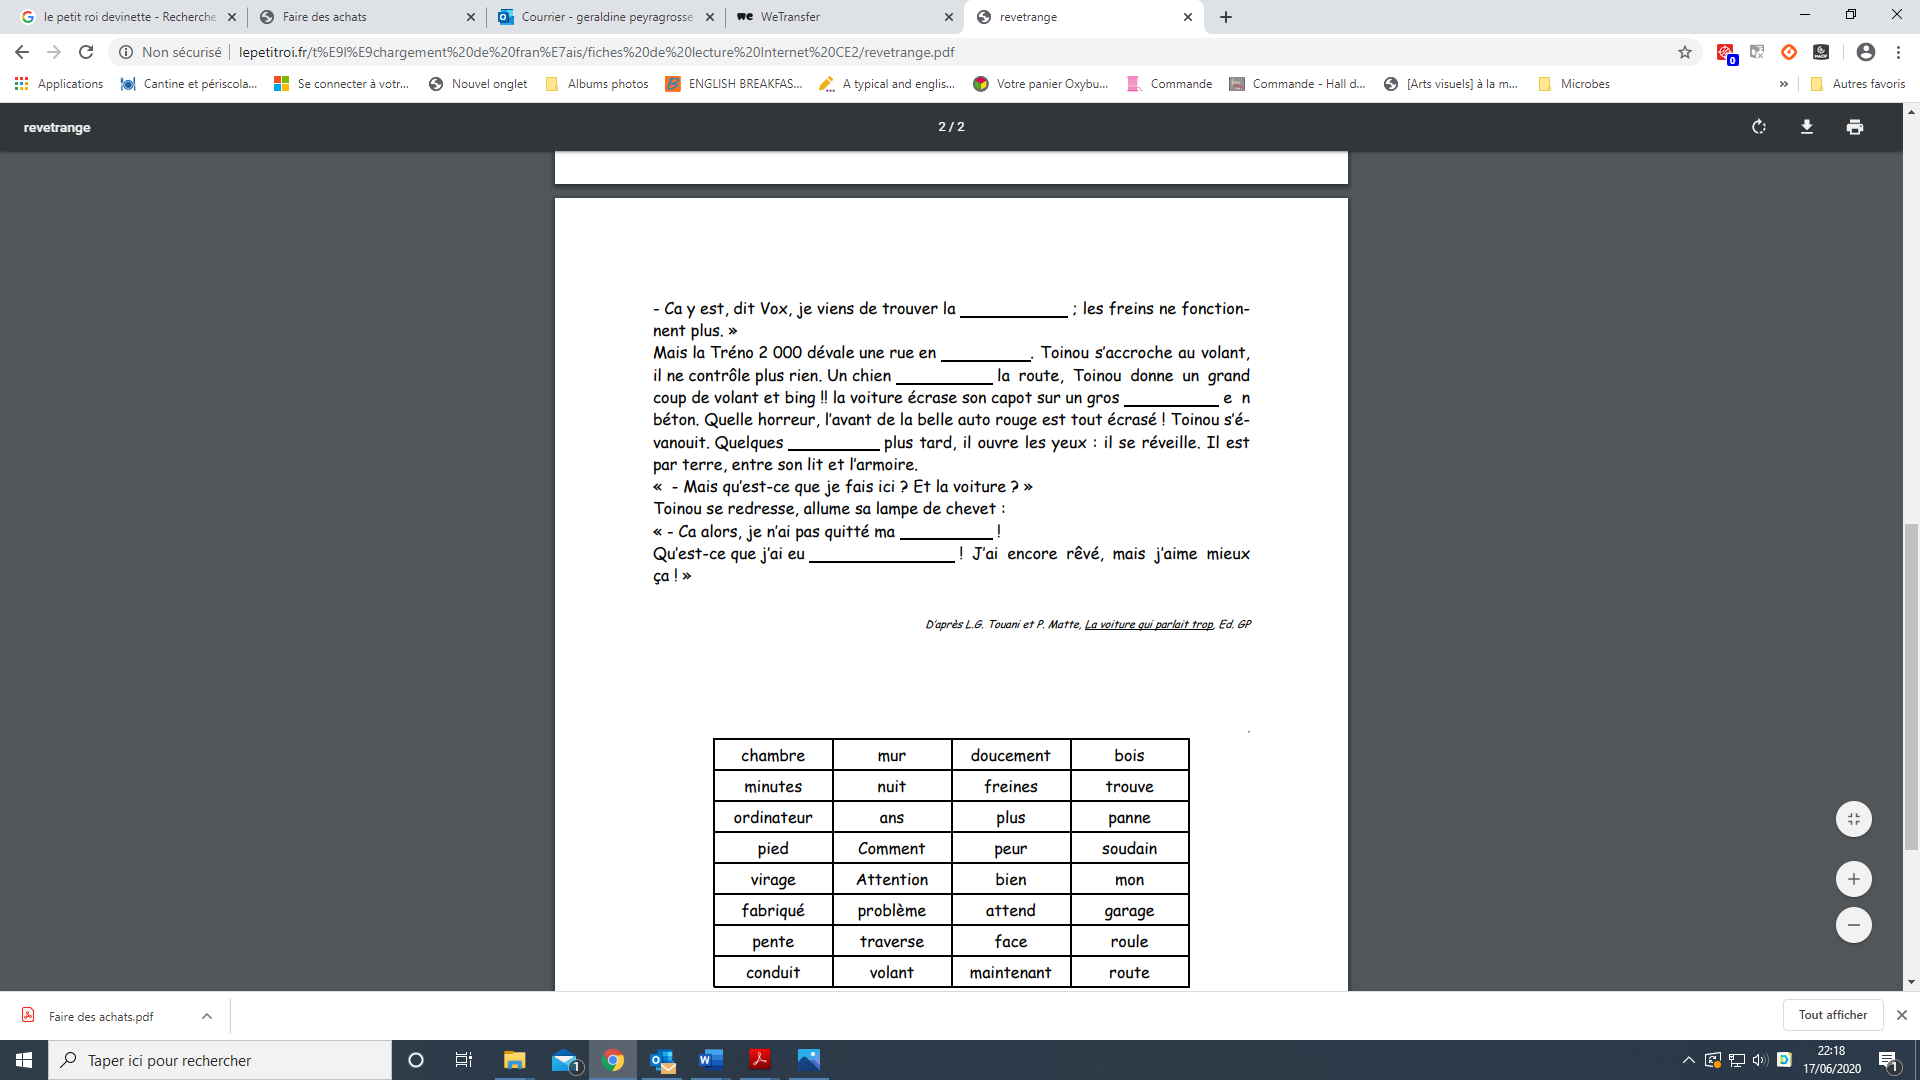 le petit roi devinette - Recherche
Faire des achats
Courrier - geraldine peyragrosse
WeTransfer
revetrange
Non sécurisé
lepetitroi.fr/t%E9l%E9chargement%20de%20fran%E7ais/fiches%20de%20lecture%20Internet%20CE2/revetrange.pdf
0
Applications
Cantine et périscola...
Se connecter à votr...
Nouvel onglet
Albums photos
ENGLISH BREAKFAS...
A typical and englis...
Votre panier Oxybu...
Commande
Commande - Hall d...
[Arts visuels] à la m...
Microbes
»
Autres favoris
revetrange
2 / 2
- Ca y est, dit Vox, je viens de trouver la ____________ ; les freins ne fonction-
nent plus. »
Mais la Tréno 2 000 dévale une rue en __________. Toinou s'accroche au volant,
il ne contrôle plus rien. Un chien ___________ la route, Toinou donne un grand
coup de volant et bing !! la voiture écrase son capot sur un gros ___________ e n
béton. Quelle horreur, l'avant de la belle auto rouge est tout écrasé ! Toinou s'é-
vanouit. Quelques __________ plus tard, il ouvre les yeux : il se réveille. Il est
par terre, entre son lit et l'armoire.
« - Mais qu'est-ce que je fais ici ? Et la voiture ? »
Toinou se redresse, allume sa lampe de chevet :
« - Ca alors, je n'ai pas quitté ma __________ !
Qu'est-ce que j'ai eu ________________ ! J'ai encore rêvé, mais j'aime mieux
ça ! »
D'après L.G. Touani et P. Matte, La voiture qui parlait trop, Ed. GP
chambre mur doucement bois
minutes nuit freines trouve
ordinateur ans plus panne
pied Comment peur soudain
virage Attention bien mon
fabriqué problème attend garage
pente traverse face roule
conduit volant maintenant route
Faire des achats.pdf
Tout afficher
Taper ici pour rechercher
1
22:18
17/06/2020
1